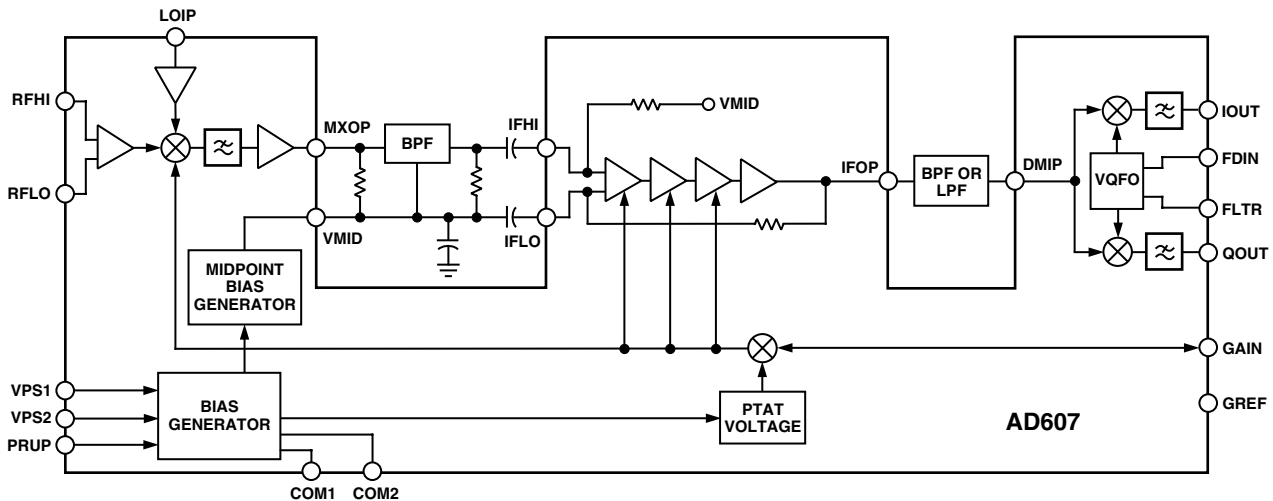 LOIP
RFHI
RFLO
MXOP
BPF
IFHI
VMID
VMID
IFLO
IFOP
BPF OR
LPF
DMIP
VQFO
IOUT
FDIN
FLTR
QOUT
MIDPOINT
BIAS
GENERATOR
GAIN
GREF
VPS1
VPS2
PRUP
BIAS
GENERATOR
PTAT
VOLTAGE
AD607
COM1
COM2